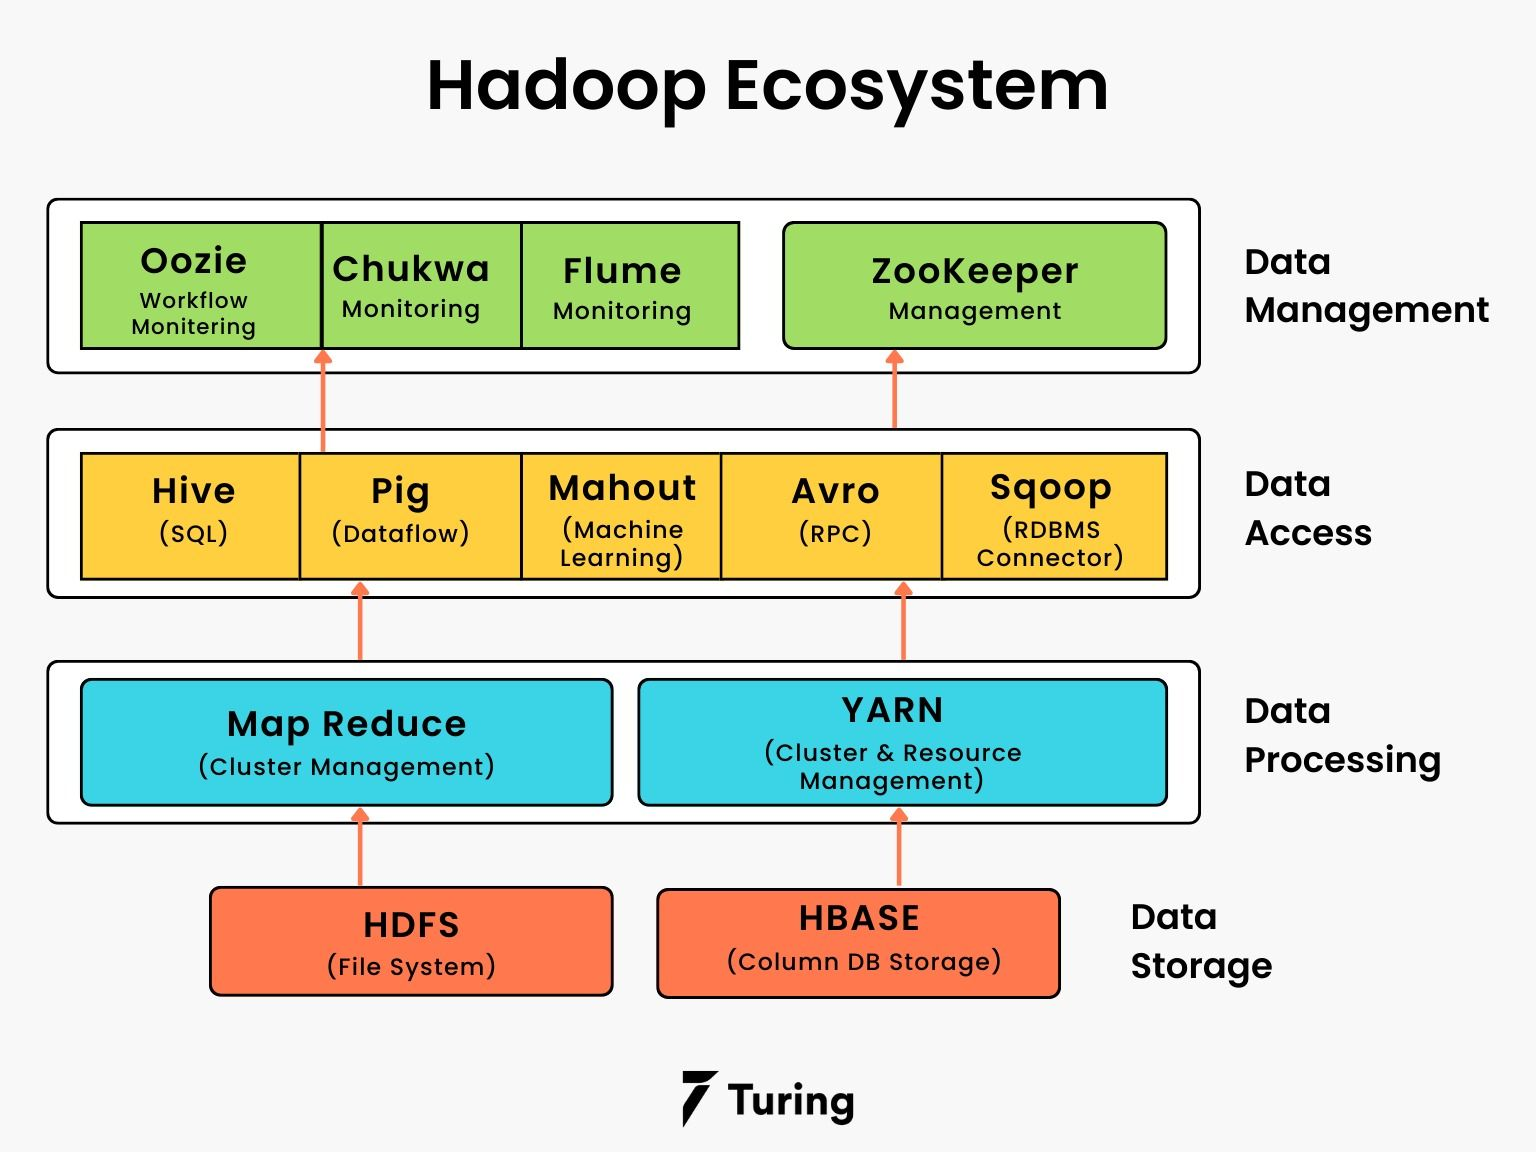 Hadoop Ecosystem
Oozie
Workflow
Monitering
Chukwa
Monitoring
Flume
Monitoring
ZooKeeper
Management
Data
Management
Hive
(SQL)
Pig
(Dataflow)
Mahout
(Machine
Learning)
Avro
(RPC)
Sqoop
(RDBMS
Connector)
Data
Access
Map Reduce
(Cluster Management)
YARN
(Cluster & Resource
Management)
Data
Processing
HDFS
(File System)
HBASE
(Column DB Storage)
Data
Storage
Turing